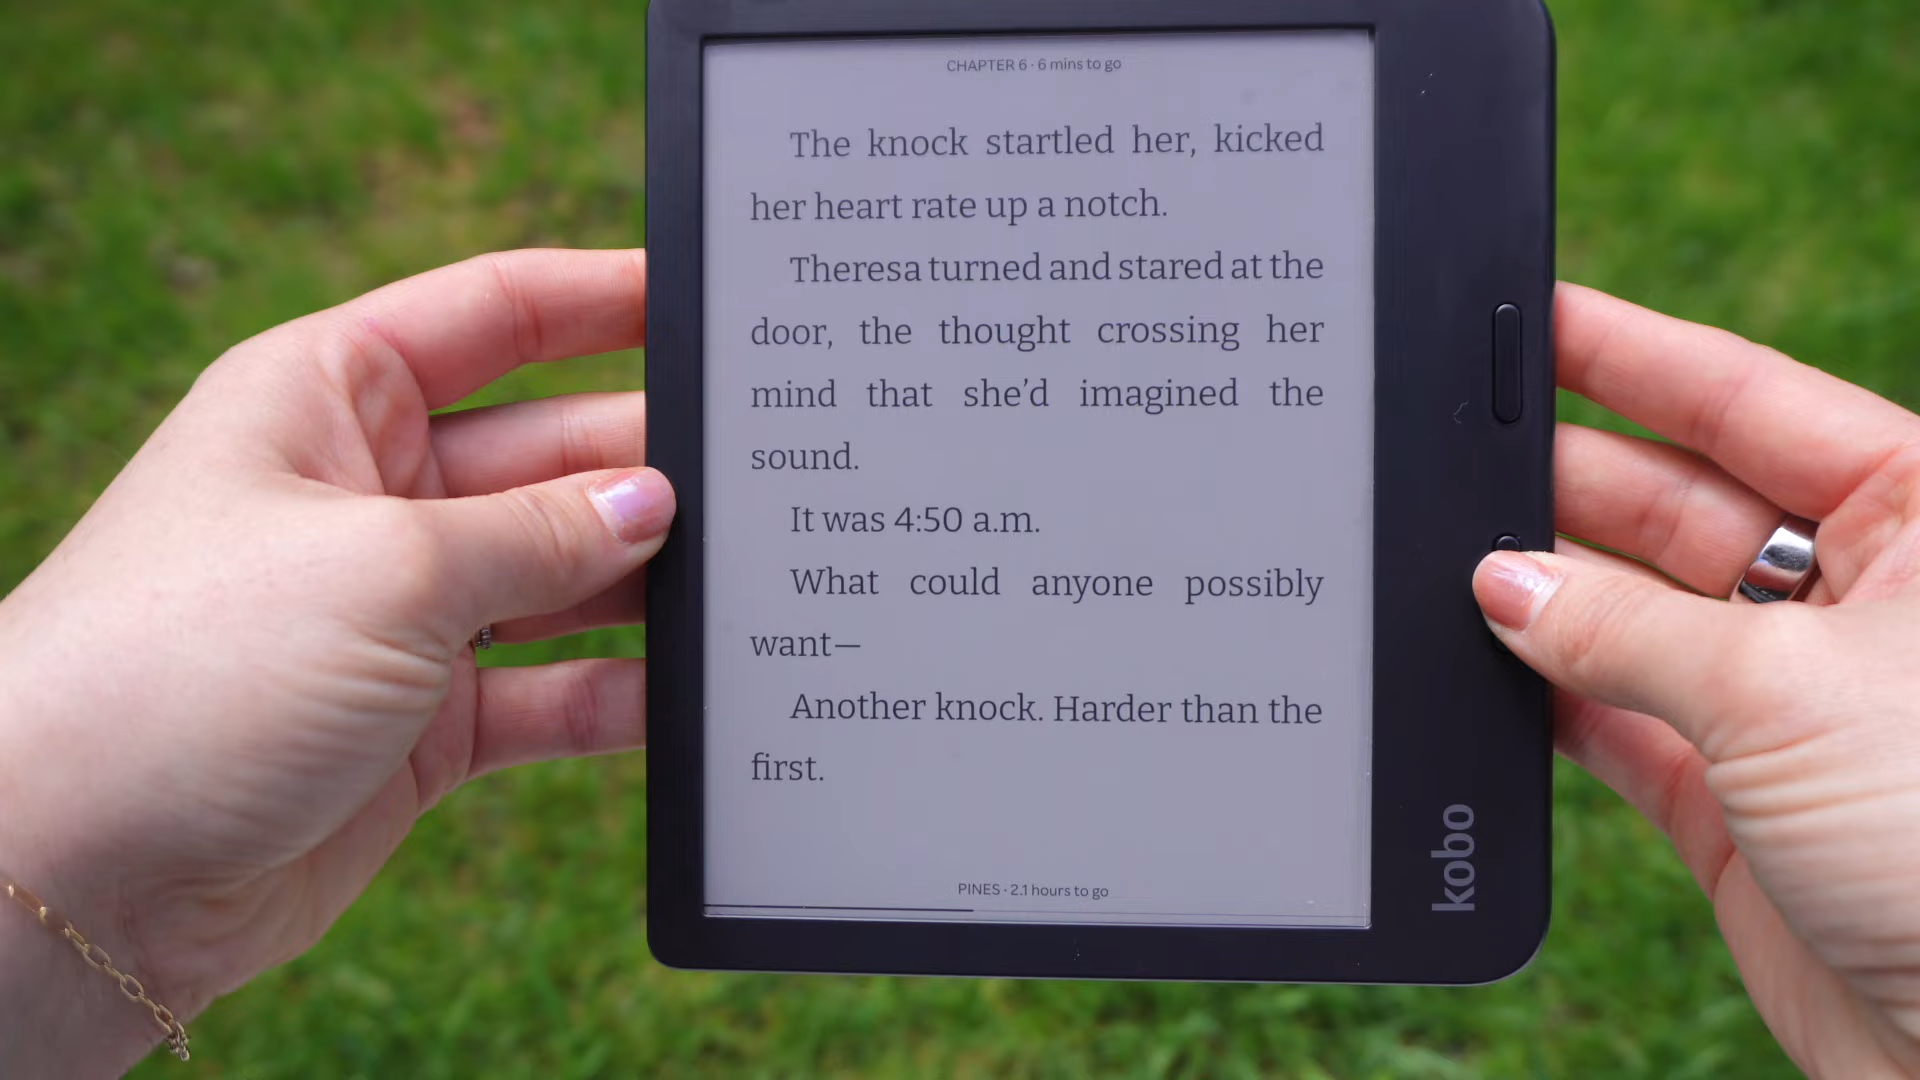 CHAPTER 6 · 6 mins to go
The knock startled her, kicked
her heart rate up a notch.
Theresa turned and stared at the
door, the thought crossing her
mind that she’d imagined the
sound.
It was 4:50 a.m.
What could anyone possibly
want—
Another knock. Harder than the
first.
PINES · 2.1 hours to go
kobo